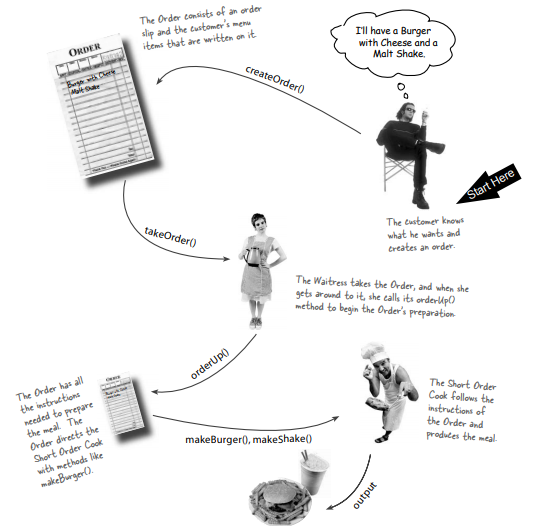 The Order consists of an order
slip and the customer's menu
items that are written on it.
I'll have a Burger
with Cheese and a
Malt Shake.
ORDER
Burger with Cheese
Malt Shake
createOrder()
Start Here
The customer knows
what he wants and
creates an order.
takeOrder()
The Waitress takes the Order, and when she
gets around to it, she calls its orderUp()
method to begin the Order's preparation.
orderUp()
The Order has all
the instructions
needed to prepare
the meal. The
Order directs the
Short Order Cook
with methods like
makeBurger().
ORDER
makeBurger(), makeShake()
The Short Order
Cook follows the
instructions of
the Order and
produces the meal.
output